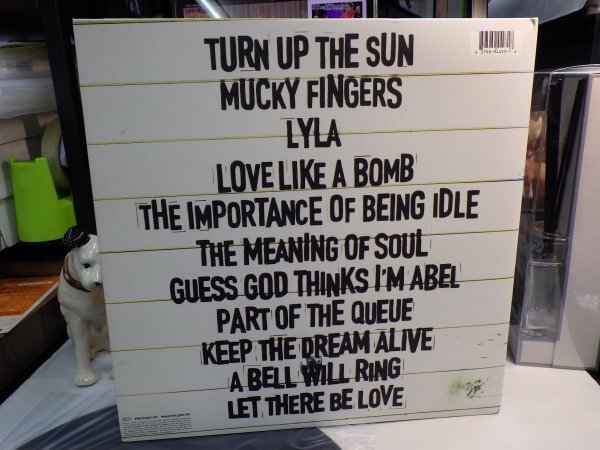 TURN UP THE SUN
MUCKY FINGERS
LYLA
LOVE LIKE A BOMB
THE IMPORTANCE OF BEING IDLE
THE MEANING OF SOUL
GUESS GOD THINKS I'M ABEL
PART OF THE QUEUE
KEEP THE DREAM ALIVE
A BELL WILL RING
LET THERE BE LOVE